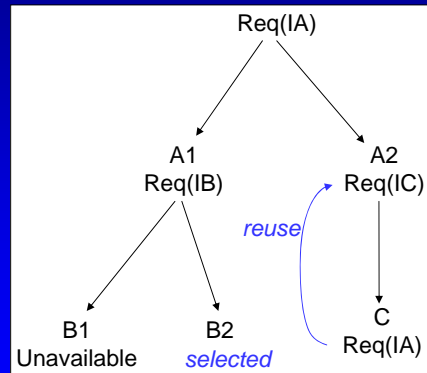 Req(IA)
A1
Req(IB)
A2
Req(IC)
reuse
B1
Unavailable
B2
selected
C
Req(IA)